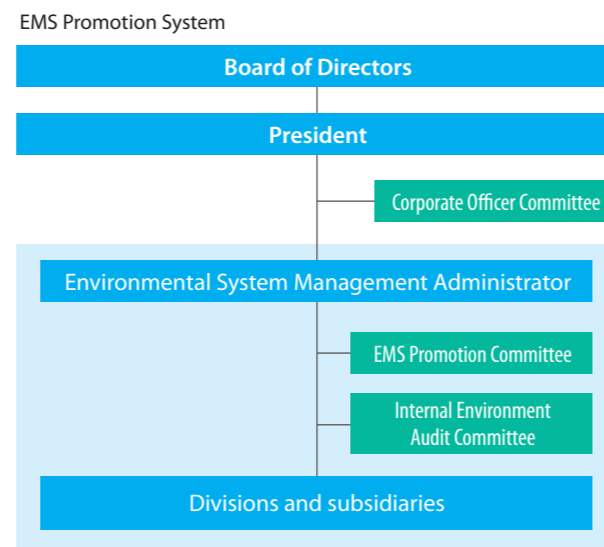 EMS Promotion System
Board of Directors
President
Corporate Officer Committee
Environmental System Management Administrator
EMS Promotion Committee
Internal Environment
Audit Committee
Divisions and subsidiaries